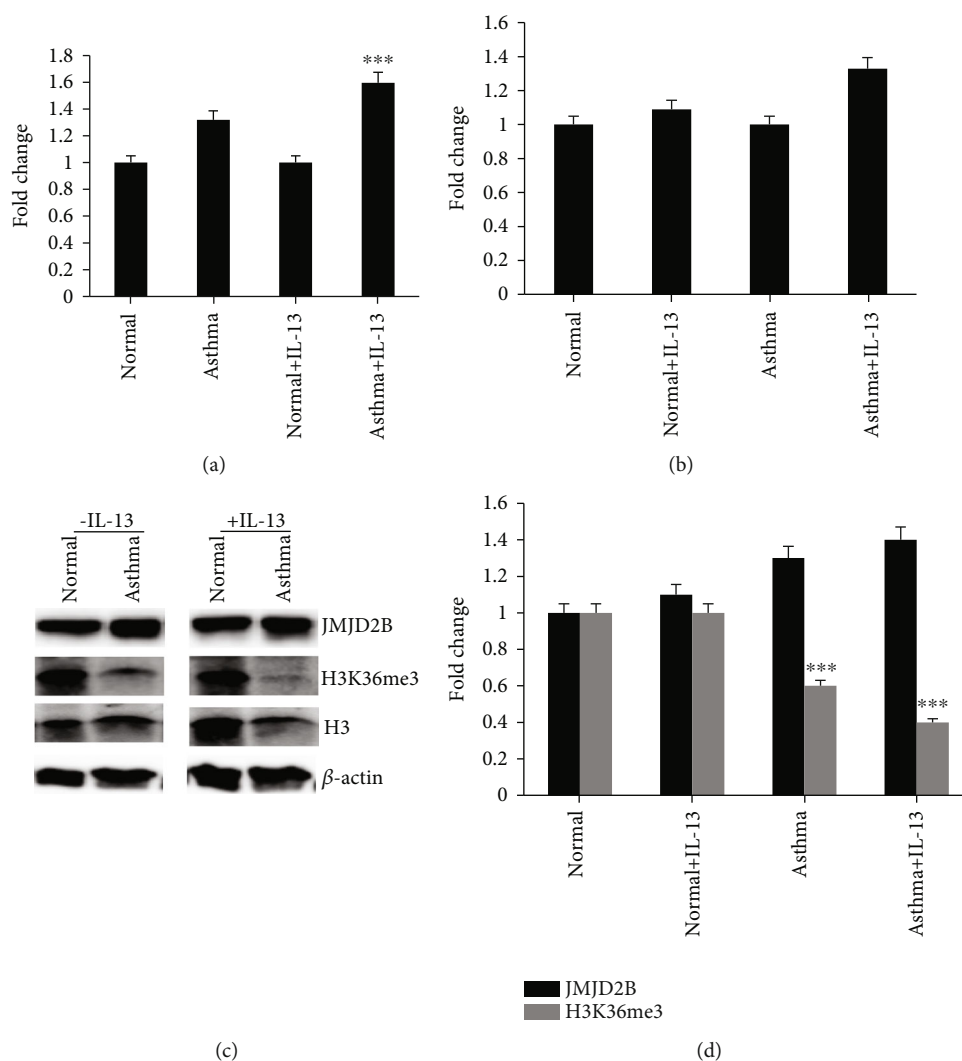 1.8
1.6
1.4
1.2
1
0.8
0.6
0.4
0.2
0
Fold change
***
Normal
Asthma
Normal+IL-13
Asthma+IL-13
(a)
1.6
1.4
1.2
1
0.8
0.6
0.4
0.2
0
Fold change
Normal
Normal+IL-13
Asthma
Asthma+IL-13
(b)
-IL-13
+IL-13
Normal
Asthma
Normal
Asthma
JMJD2B
H3K36me3
H3
β-actin
(c)
1.6
1.4
1.2
1
0.8
0.6
0.4
0.2
0
Fold change
***
***
Normal
Normal+IL-13
Asthma
Asthma+IL-13
JMJD2B
H3K36me3
(d)